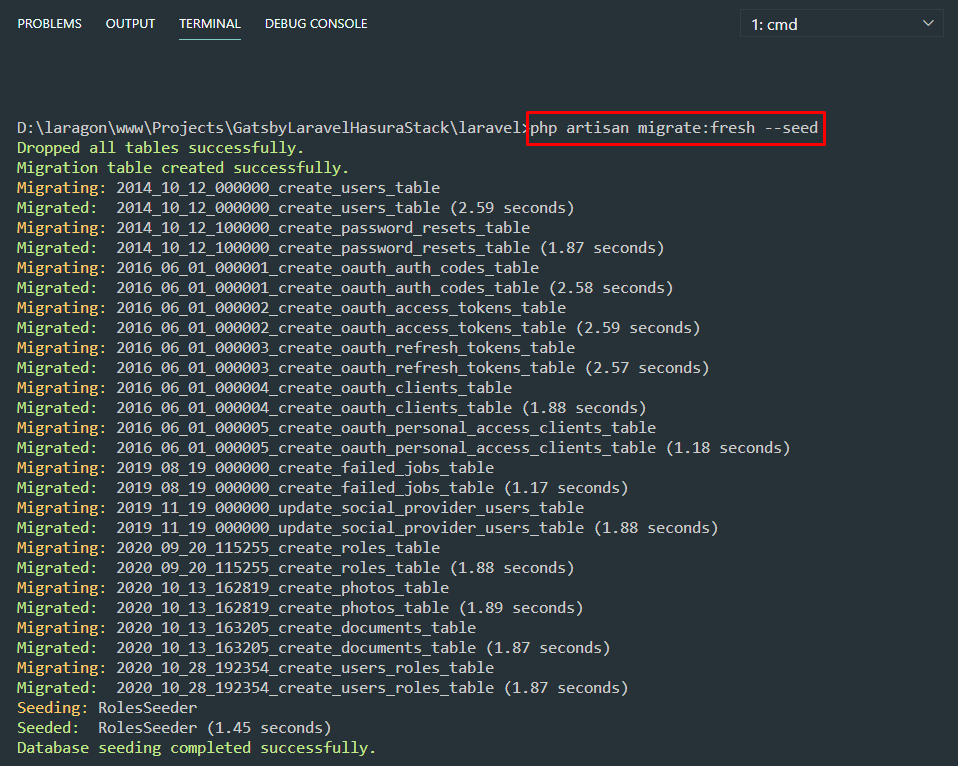 PROBLEMS OUTPUT TERMINAL DEBUG CONSOLE 1: cmd
D:\laragon\www\Projects\GatsbyLaravelHasuraStack\laravel>php artisan migrate:fresh --seed
Dropped all tables successfully.
Migration table created successfully.
Migrating: 2014_10_12_000000_create_users_table
Migrated:  2014_10_12_000000_create_users_table (2.59 seconds)
Migrating: 2014_10_12_100000_create_password_resets_table
Migrated:  2014_10_12_100000_create_password_resets_table (1.87 seconds)
Migrating: 2016_06_01_000001_create_oauth_auth_codes_table
Migrated:  2016_06_01_000001_create_oauth_auth_codes_table (2.58 seconds)
Migrating: 2016_06_01_000002_create_oauth_access_tokens_table
Migrated:  2016_06_01_000002_create_oauth_access_tokens_table (2.59 seconds)
Migrating: 2016_06_01_000003_create_oauth_refresh_tokens_table
Migrated:  2016_06_01_000003_create_oauth_refresh_tokens_table (2.57 seconds)
Migrating: 2016_06_01_000004_create_oauth_clients_table
Migrated:  2016_06_01_000004_create_oauth_clients_table (1.88 seconds)
Migrating: 2016_06_01_000005_create_oauth_personal_access_clients_table
Migrated:  2016_06_01_000005_create_oauth_personal_access_clients_table (1.18 seconds)
Migrating: 2019_08_19_000000_create_failed_jobs_table
Migrated:  2019_08_19_000000_create_failed_jobs_table (1.17 seconds)
Migrating: 2019_11_19_000000_update_social_provider_users_table
Migrated:  2019_11_19_000000_update_social_provider_users_table (1.88 seconds)
Migrating: 2020_09_20_115255_create_roles_table
Migrated:  2020_09_20_115255_create_roles_table (1.88 seconds)
Migrating: 2020_10_13_162819_create_photos_table
Migrated:  2020_10_13_162819_create_photos_table (1.89 seconds)
Migrating: 2020_10_13_163205_create_documents_table
Migrated:  2020_10_13_163205_create_documents_table (1.87 seconds)
Migrating: 2020_10_28_192354_create_users_roles_table
Migrated:  2020_10_28_192354_create_users_roles_table (1.87 seconds)
Seeding: RolesSeeder
Seeded:  RolesSeeder (1.45 seconds)
Database seeding completed successfully.